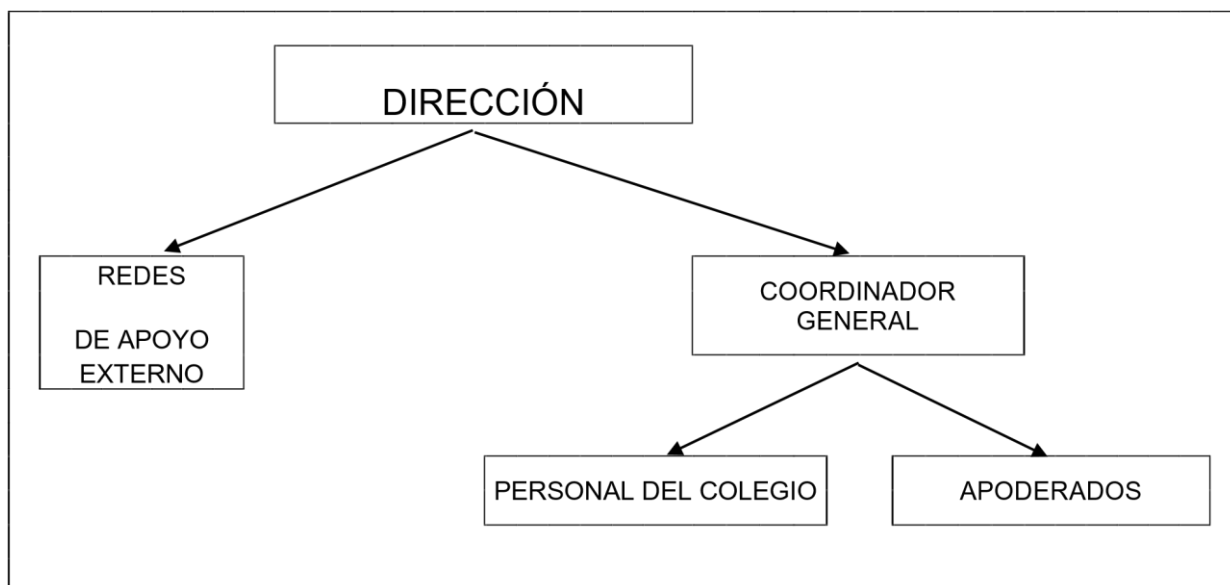 DIRECCIÓN
REDES
DE APOYO
EXTERNO
COORDINADOR
GENERAL
PERSONAL DEL COLEGIO
APODERADOS